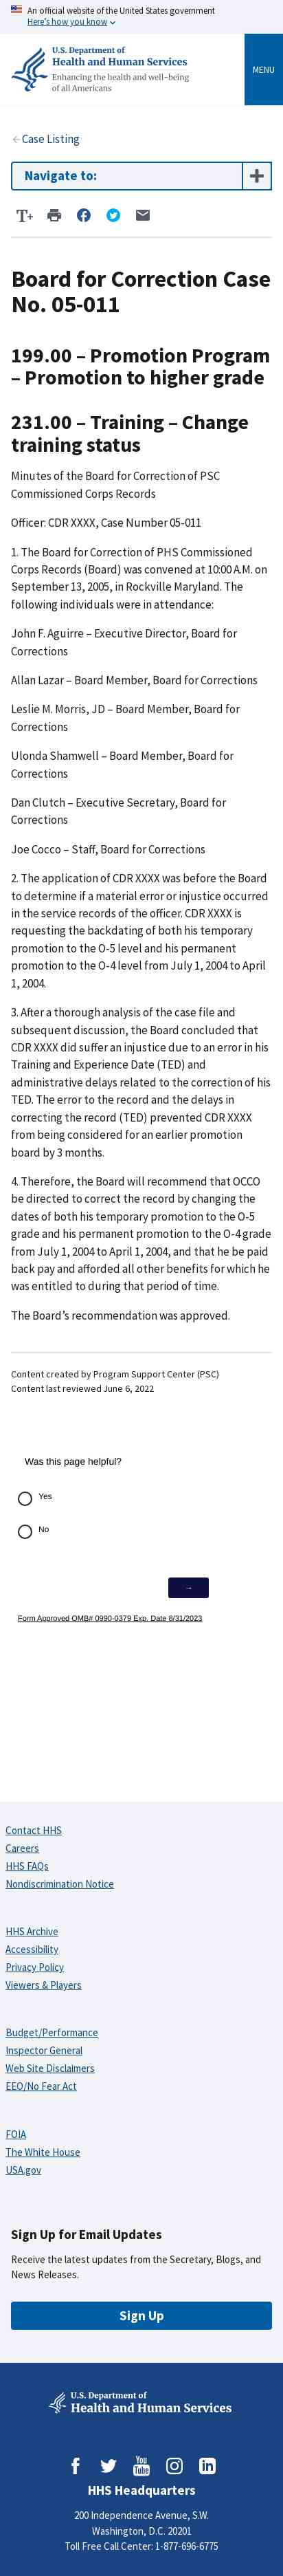 An official website of the United States government
Here's how you know
U.S. Department of
Health and Human Services
Enhancing the health and well-being
of all Americans
MENU
Case Listing
Navigate to:
T+
Board for Correction Case
No. 05-011
199.00 – Promotion Program
– Promotion to higher grade
231.00 – Training – Change
training status
Minutes of the Board for Correction of PSC
Commissioned Corps Records
Officer: CDR XXXX, Case Number 05-011
1. The Board for Correction of PHS Commissioned
Corps Records (Board) was convened at 10:00 A.M. on
September 13, 2005, in Rockville Maryland. The
following individuals were in attendance:
John F. Aguirre – Executive Director, Board for
Corrections
Allan Lazar – Board Member, Board for Corrections
Leslie M. Morris, JD – Board Member, Board for
Corrections
Ulonda Shamwell – Board Member, Board for
Corrections
Dan Clutch – Executive Secretary, Board for
Corrections
Joe Cocco – Staff, Board for Corrections
2. The application of CDR XXXX was before the Board
to determine if a material error or injustice occurred
in the service records of the officer. CDR XXXX is
requesting the backdating of both his temporary
promotion to the O-5 level and his permanent
promotion to the O-4 level from July 1, 2004 to April
1, 2004.
3. After a thorough analysis of the case file and
subsequent discussion, the Board concluded that
CDR XXXX did suffer an injustice due to an error in his
Training and Experience Date (TED) and
administrative delays related to the correction of his
TED. The error to the record and the delays in
correcting the record (TED) prevented CDR XXXX
from being considered for an earlier promotion
board by 3 months.
4. Therefore, the Board will recommend that OCCO
be directed to correct the record by changing the
dates of both his temporary promotion to the O-5
grade and his permanent promotion to the O-4 grade
from July 1, 2004 to April 1, 2004, and that he be paid
back pay and afforded all other benefits for which he
was entitled to during that period of time.
The Board's recommendation was approved.
Content created by Program Support Center (PSC)
Content last reviewed June 6, 2022
Was this page helpful?
Yes
No
→
Form Approved OMB# 0990-0379 Exp. Date 8/31/2023
Contact HHS
Careers
HHS FAQs
Nondiscrimination Notice
HHS Archive
Accessibility
Privacy Policy
Viewers & Players
Budget/Performance
Inspector General
Web Site Disclaimers
EEO/No Fear Act
FOIA
The White House
USA.gov
Sign Up for Email Updates
Receive the latest updates from the Secretary, Blogs, and
News Releases.
Sign Up
U.S. Department of
Health and Human Services
You Tube
HHS Headquarters
200 Independence Avenue, S.W.
Washington, D.C. 20201
Toll Free Call Center: 1-877-696-6775